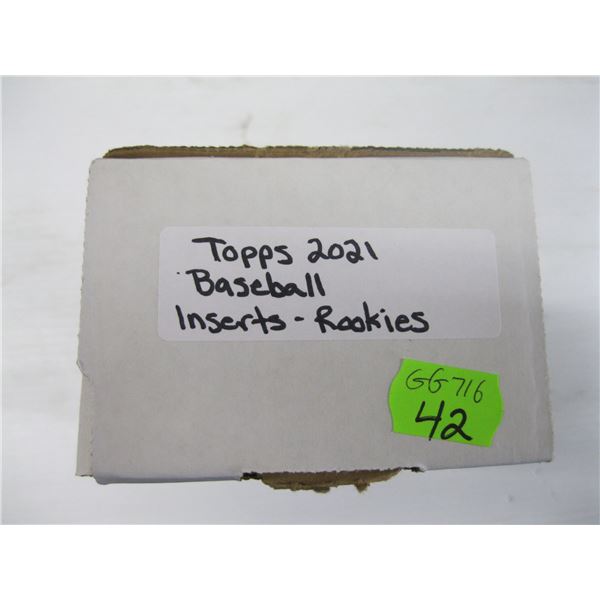 Topps 2021
Baseball
Inserts - Rookies
GG716
42